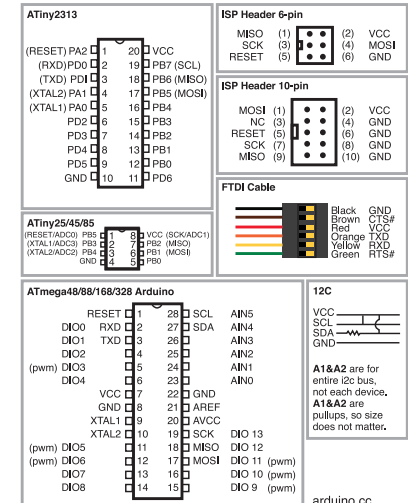 ATiny2313
(RESET) PA2 1 20 VCC
(RXD)PD0 2 19 PB7 (SCL)
(TXD) PDI 3 18 PB6 (MISO)
(XTAL2) PA1 4 17 PB5 (MOSI)
(XTAL1) PA0 5 16 PB4
PD2 6 15 PB3
PD3 7 14 PB2
PD4 8 13 PB1
PD5 9 12 PB0
GND 10 11 PD6
ISP Header 6-pin
MISO (1) (2) VCC
SCK (3) (4) MOSI
RESET (5) (6) GND
ISP Header 10-pin
MOSI (1) (2) VCC
NC (3) (4) GND
RESET (5) (6) GND
SCK (7) (8) GND
MISO (9) (10) GND
FTDI Cable
Black GND
Brown CTS#
Red VCC
Orange TXD
Yellow RXD
Green RTS#
ATiny25/45/85
(RESET/ADC0) PB5 1 8 VCC (SCK/ADC1)
(XTAL1/ADC3) PB3 2 7 PB2 (MISO)
(XTAL2/ADC2) PB4 3 6 PB1 (MOSI)
GND 4 5 PB0
ATmega48/88/168/328 Arduino
RESET 1 28 SCL AIN5
DIO0 RXD 2 27 SDA AIN4
DIO1 TXD 3 26 AIN3
DIO2 4 25 AIN2
(pwm) DIO3 5 24 AIN1
DIO4 6 23 AIN0
VCC 7 22 GND
GND 8 21 AREF
XTAL1 9 20 AVCC
XTAL2 10 19 SCK DIO 13
(pwm) DIO5 11 18 MISO DIO 12
(pwm) DIO6 12 17 MOSI DIO 11 (pwm)
DIO7 13 16 DIO 10 (pwm)
DIO8 14 15 DIO 9 (pwm)
12C
VCC
SCL
SDA
GND
A1&A2 are for
entire i2c bus,
not each device.
A1&A2 are
pullups, so size
does not matter.
arduino.cc